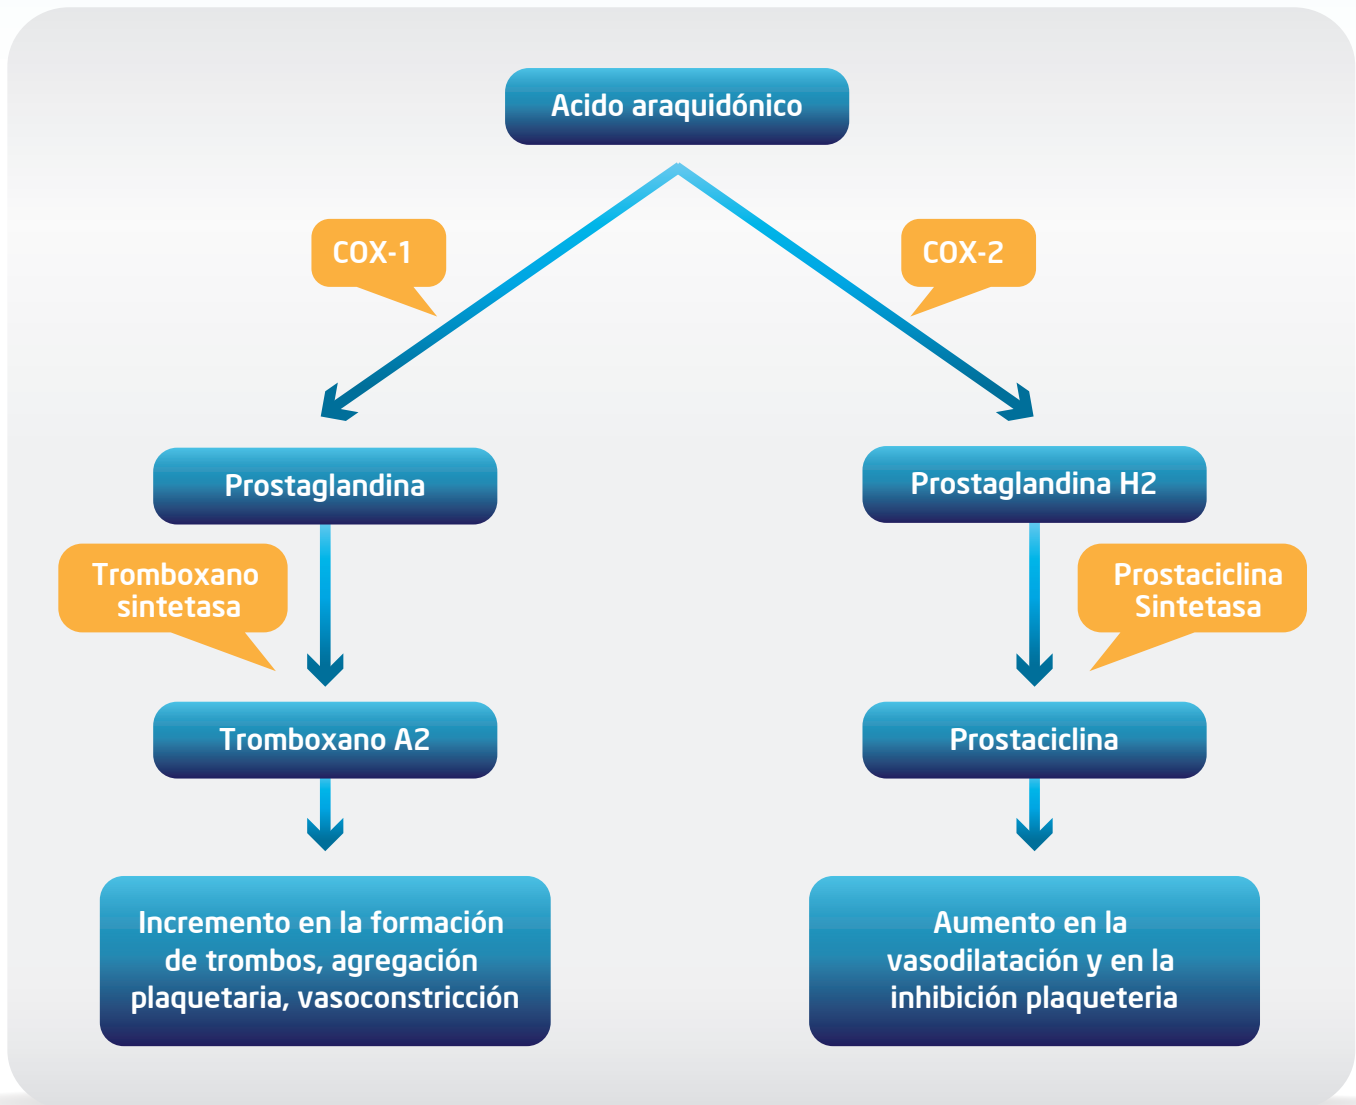 Acido araquidónico
COX-1
COX-2
Prostaglandina
Prostaglandina H2
Tromboxano
sintetasa
Prostaciclina
Sintetasa
Tromboxano A2
Prostaciclina
Incremento en la formación
de trombos, agregación
plaquetaria, vasoconstricción
Aumento en la
vasodilatación y en la
inhibición plaqueteria